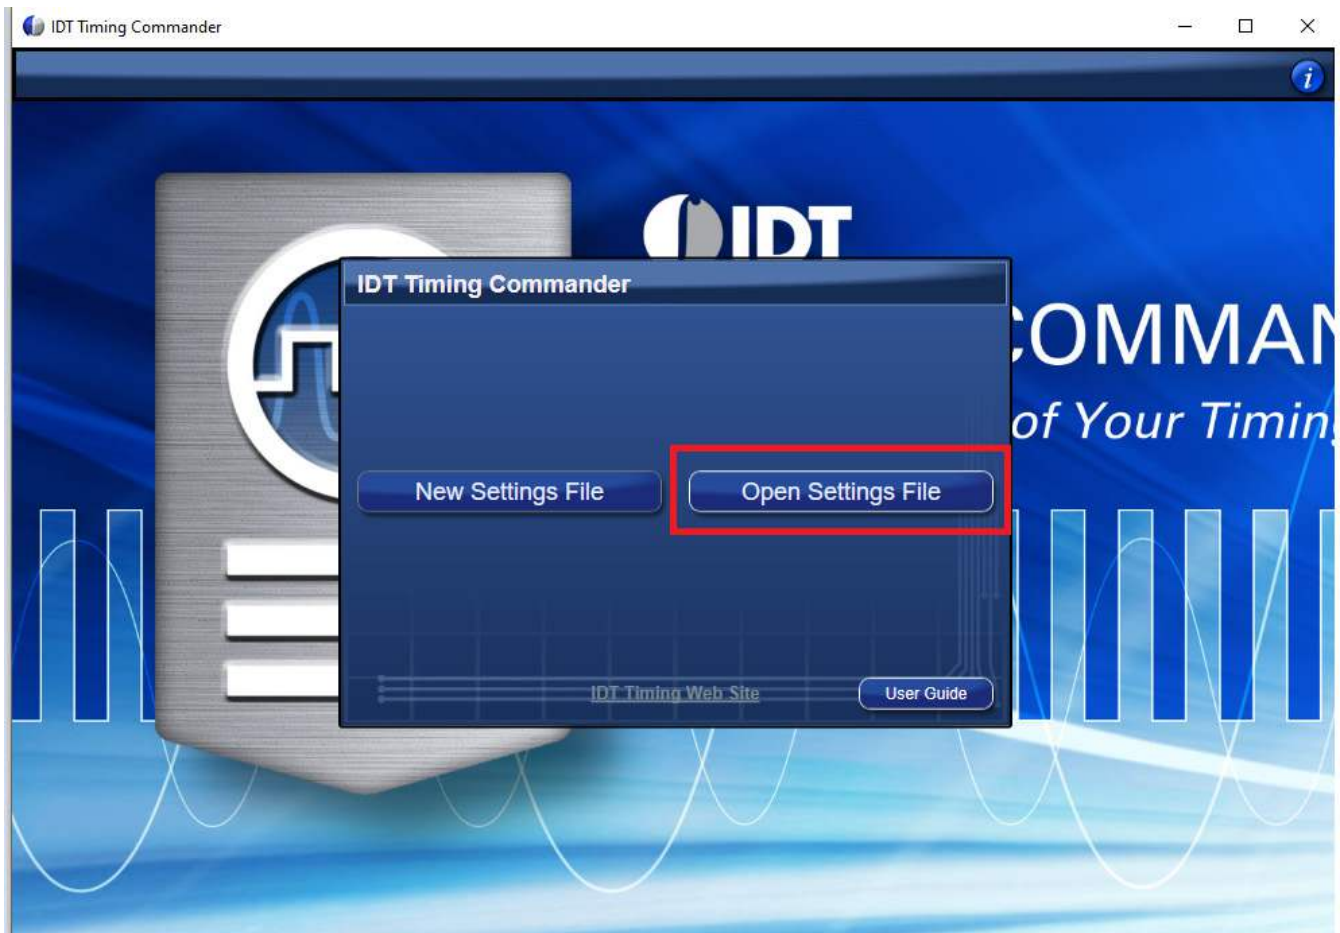 IDT Timing Commander
i
IDT
IDT Timing Commander
COMMAN
of Your Timin
New Settings File
Open Settings File
IDT Timing Web Site
User Guide